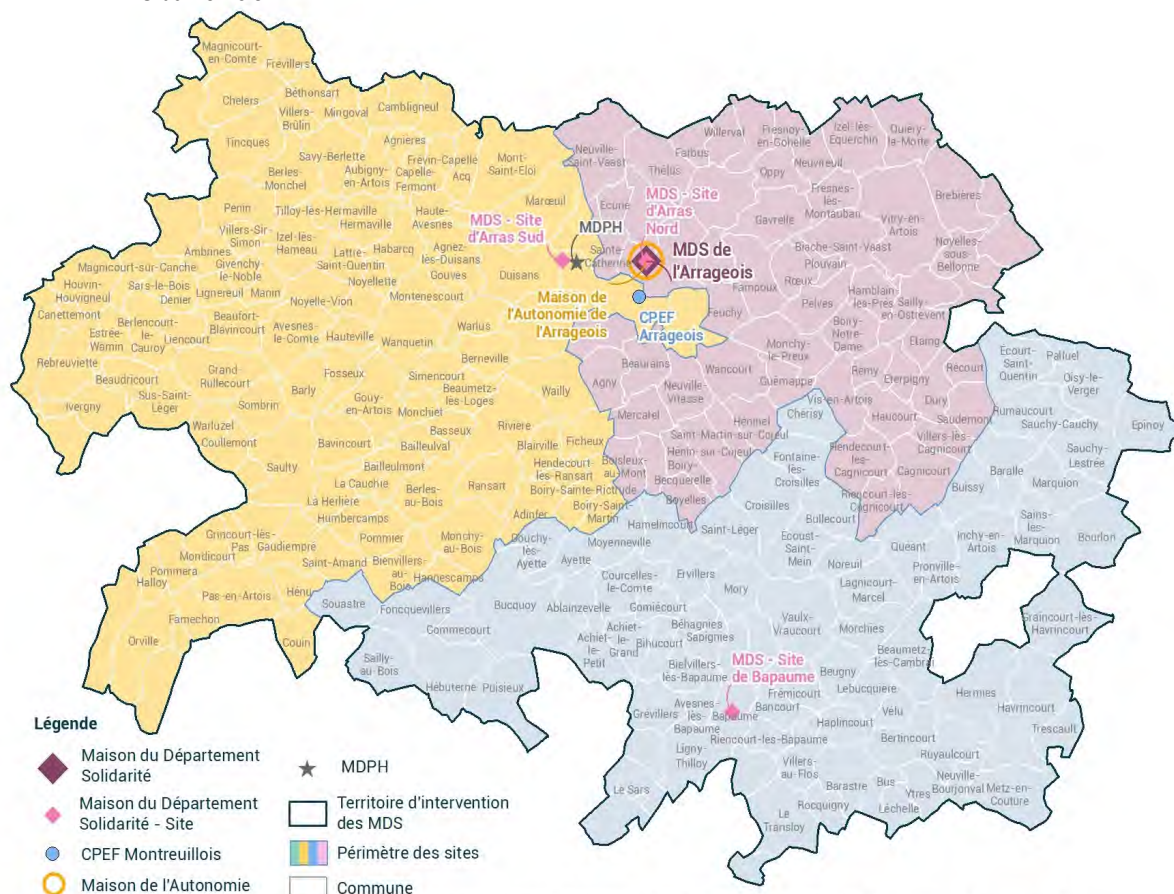 Magnicourt-
en-Comte
Frévillers
Béthonsart
Chelers
Villers-
Brûlin
Mingoval
Cambligneul
Tincques
Agnières
Savy-Berlette
Frévin-Capelle
Mont-
Saint-Eloi
Berles-
Monchel
Aubigny-
en-Artois
Capelle-
Fermont
Acq
Marœuil
Penin
Tilloy-lès-Hermaville
Hermaville
Haute-
Avesnes
Villers-Sir-
Simon
Izel-lès-
Hameau
Lattre-
Saint-Quentin
Habarcq
Agnez-
lès-Duisans
Ambrines
Givenchy-
le-Noble
Noyellette
Gouves
Duisans
Magnicourt-sur-Canche
Sars-le-Bois
Denier
Lignereuil
Manin
Noyelle-Vion
Montenescourt
Houvin-
Houvigneul
Canettemont
Estrée-
Wamin
Berlencourt-
le-
Cauroy
Liencourt
Beaufort-
Blavincourt
Avesnes-
le-Comte
Hauteville
Wanquetin
Warlus
Rebreuviette
Berneville
Beaudricourt
Grand-
Rullecourt
Fosseux
Simencourt
Barly
Beaumetz-
lès-Loges
Wailly
Ivergny
Sus-Saint-
Léger
Sombrin
Gouy-
en-Artois
Monchiet
Basseux
Rivière
Warluzel
Coullemont
Bavincourt
Bailleulval
Blairville
Ficheux
Saulty
Bailleulmont
Hendecourt-
lès-Ransart
La Cauchie
Berles-
au-Bois
Ransart
Boiry-Sainte-Rictrude
La Herlière
Humbercamps
Adinfer
Boiry-Saint-
Martin
Grincourt-lès-
Pas
Gaudiempre
Pommier
Monchy-
au-Bois
Mondicourt
Pommera
Halloy
Saint-Amand
Bienvillers-
au-
Bois
Hannescamps
Pas-en-Artois
Hénu
Famechon
Orville
Couin
Neuville-
Saint-Vaast
Willerval
Farbus
Thélus
Fresnoy-
en-Gohelle
Izel-lès-
Equerchin
Quiéry-
la-Motte
Oppy
Neuvireuil
Ecurie
Fresnes-
lès-
Montauban
Brebières
Gavrelle
Vitry-en-
Artois
Sainte-
Catherine
Biache-Saint-Vaast
Plouvain
Noyelles-
sous-
Bellonne
Fampoux
Rœux
Hamblain-
les-Prés
Sailly-
en-Ostrevent
Pelves
Feuchy
Boiry-
Notre-
Dame
Etaing
Monchy-
le-Preux
Beaurains
Wancourt
Rémy
Eterpigny
Récourt
Agny
Neuville-
Vitasse
Guémappe
Vis-en-Artois
Dury
Mercatel
Héninel
Chérisy
Haucourt
Saudemont
Saint-Martin-sur-Cojeul
Hénin-sur-Cojeul
Boiry-
Becquerelle
Villers-lès-
Cagnicourt
Hendecourt-
lès-
Cagnicourt
Cagnicourt
Boisleux-
au-Mont
Boyelles
Riencourt-lès-
Cagnicourt
MDS - Site
d'Arras Sud
MDPH
MDS - Site
d'Arras
Nord
MDS de
l'Arrageois
Maison de
l'Autonomie de
l'Arrageois
CPEF
Arrageois
Ecourt-
Saint-
Quentin
Palluel
Oisy-le-
Verger
Rumaucourt
Sauchy-Cauchy
Epinoy
Sauchy-
Lestrée
Fontaine-
lès-
Croisilles
Baralle
Buissy
Marquion
Croisilles
Sains-
les-
Marquion
Bullecourt
Bourlon
Hamelincourt
Saint-Léger
Inchy-en-
Artois
Douchy-
lès-
Ayette
Moyenneville
Ecoust-
Saint-
Mein
Quéant
Pronville-
en-Artois
Ayette
Noreuil
Courcelles-
le-Comte
Ervillers
Mory
Lagnicourt-
Marcel
Souastre
Foncquevillers
Bucquoy
Ablainzevelle
Gomiécourt
Gommecourt
Béhagnies
Sapignies
Vaulx-
Vraucourt
Morchies
Graincourt-lès-
Havrincourt
Achiet-
le-
Grand
Bihucourt
Achiet-
le-
Petit
Sailly-
au-Bois
Beaumetz-
lès-Cambrai
MDS - Site
de Bapaume
Biefvillers-
lès-Bapaume
Beugny
Hébuterne
Puisieux
Frémicourt
Lebucquière
Hermies
Bancourt
Havrincourt
Grévillers
Avesnes-
lès-
Bapaume
Bapaume
Vélu
Haplincourt
Trescault
Riencourt-lès-Bapaume
Bertincourt
Ligny-
Thilloy
Ruyaulcourt
Villers-
au-Flos
Le Sars
Barastre
Bus
Ytres
Neuville-
Bourjonval
Metz-en-
Couture
Rocquigny
Léchelle
Le
Transloy
Légende
Maison du Département
Solidarité
Maison du Département
Solidarité - Site
CPEF Montreuillois
Maison de l'Autonomie
MDPH
Territoire d'intervention
des MDS
Périmètre des sites
Commune